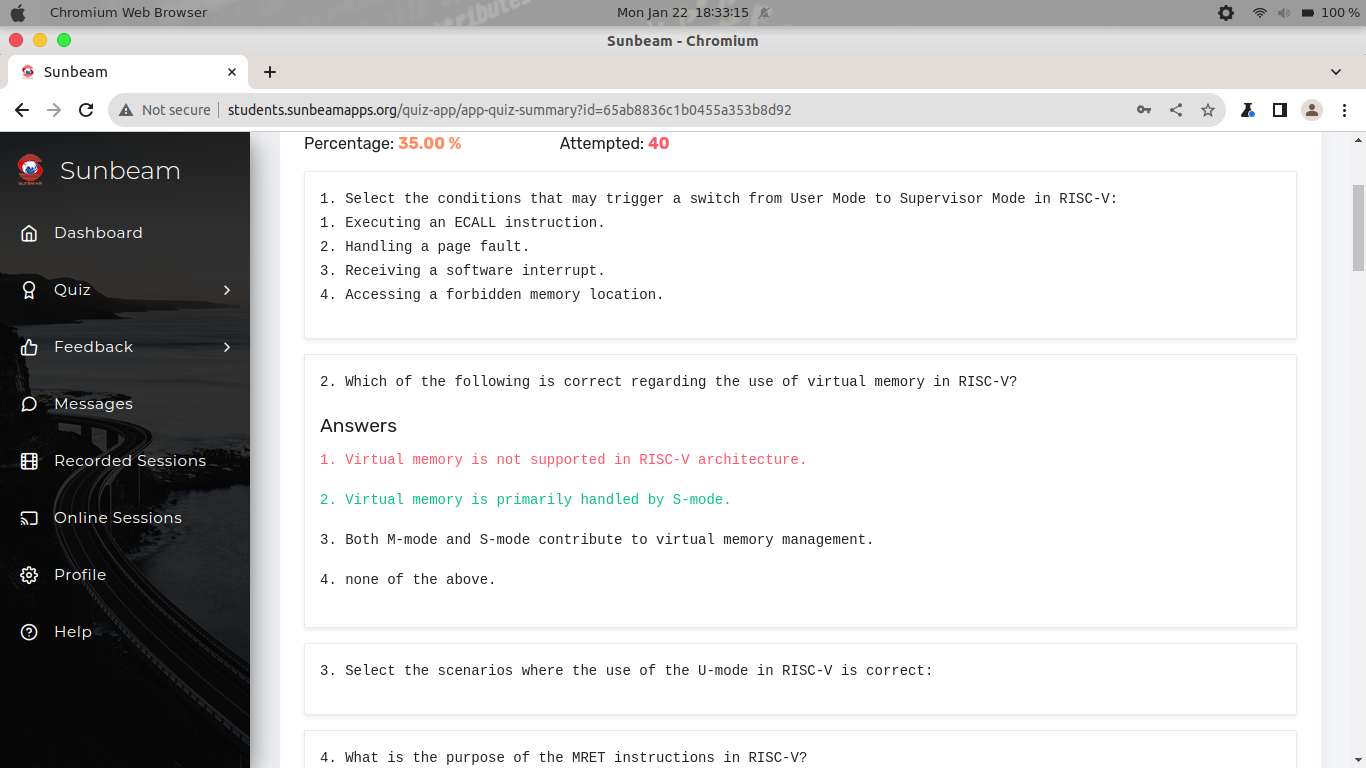 Chromium Web Browser
Mon Jan 22 18:33:15
100 %
Sunbeam - Chromium
Sunbeam
Not secure
students.sunbeamapps.org/quiz-app/app-quiz-summary?id=65ab8836c1b0455a353b8d92
Sunbeam
Dashboard
Quiz
Feedback
Messages
Recorded Sessions
Online Sessions
Profile
Help
Percentage: 35.00 %
Attempted: 40
1. Select the conditions that may trigger a switch from User Mode to Supervisor Mode in RISC-V:
1. Executing an ECALL instruction.
2. Handling a page fault.
3. Receiving a software interrupt.
4. Accessing a forbidden memory location.
2. Which of the following is correct regarding the use of virtual memory in RISC-V?
Answers
1. Virtual memory is not supported in RISC-V architecture.
2. Virtual memory is primarily handled by S-mode.
3. Both M-mode and S-mode contribute to virtual memory management.
4. none of the above.
3. Select the scenarios where the use of the U-mode in RISC-V is correct:
4. What is the purpose of the MRET instructions in RISC-V?